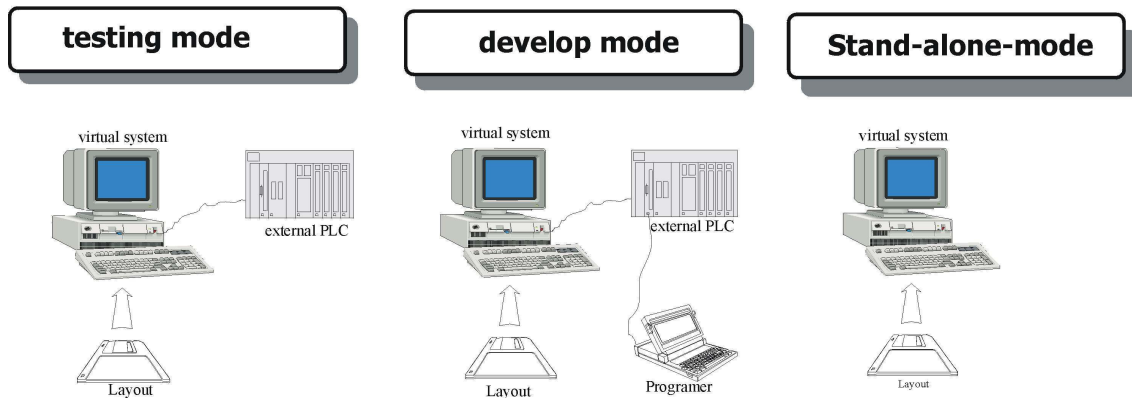 testing mode
develop mode
Stand-alone-mode
virtual system
external PLC
Layout
virtual system
external PLC
Layout
Programer
virtual system
Layout